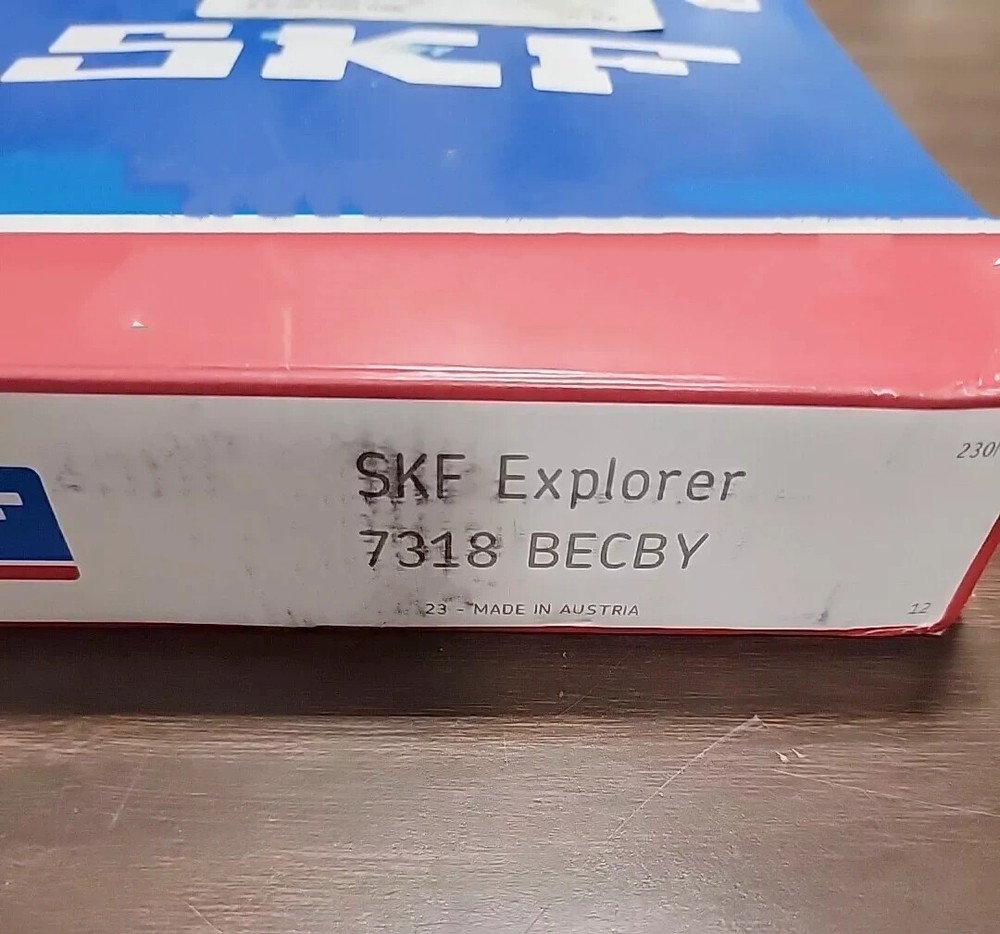 SKF
SKF Explorer
7318 BECBY
23 - MADE IN AUSTRIA
12